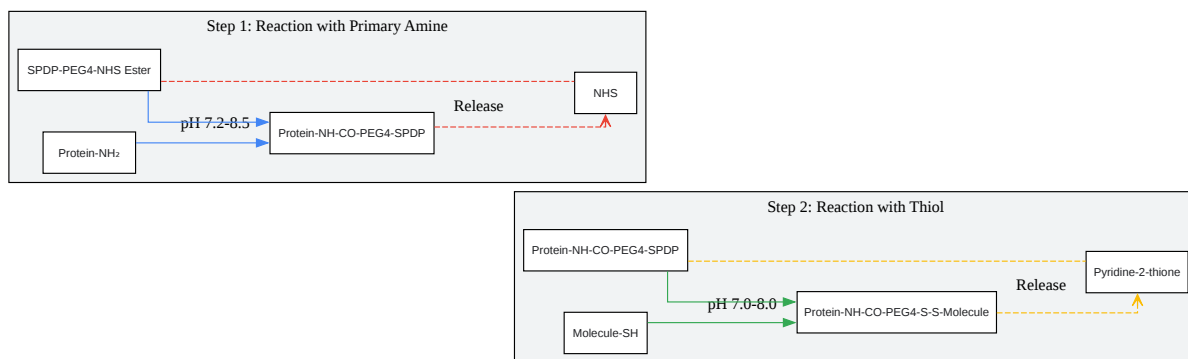 Step 1: Reaction with Primary Amine
SPDP-PEG4-NHS Ester
NHS
Release
pH 7.2-8.5
Protein-NH-CO-PEG4-SPDP
Protein-NH₂
Step 2: Reaction with Thiol
Protein-NH-CO-PEG4-SPDP
Pyridine-2-thione
Release
pH 7.0-8.0
Protein-NH-CO-PEG4-S-S-Molecule
Molecule-SH